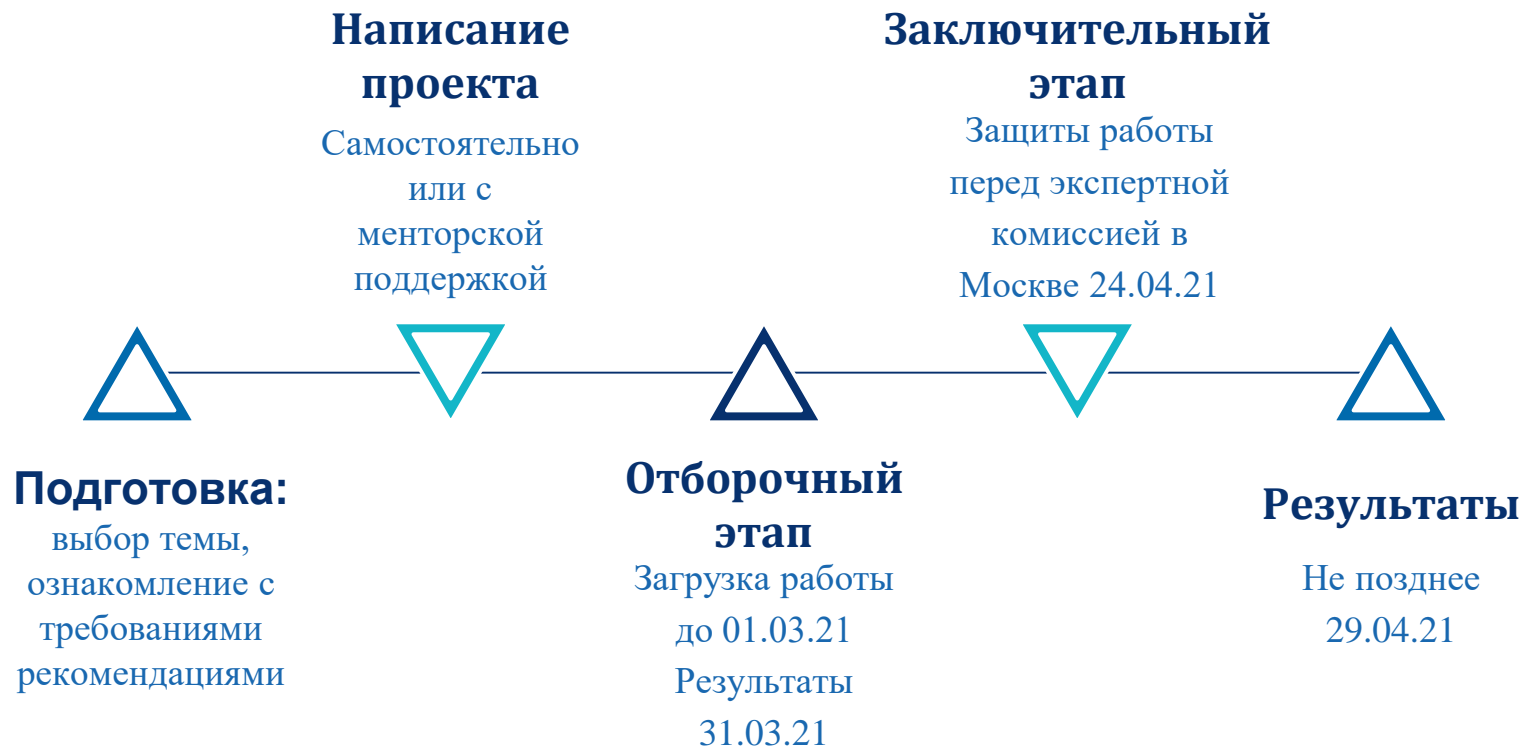 Написание
проекта
Самостоятельно
или с
менторской
поддержкой
Заключительный
этап
Защиты работы
перед экспертной
комиссией в
Москве 24.04.21
Подготовка:
выбор темы,
ознакомление с
требованиями
рекомендациями
Отборочный
этап
Загрузка работы
до 01.03.21
Результаты
31.03.21
Результаты
Не позднее
29.04.21